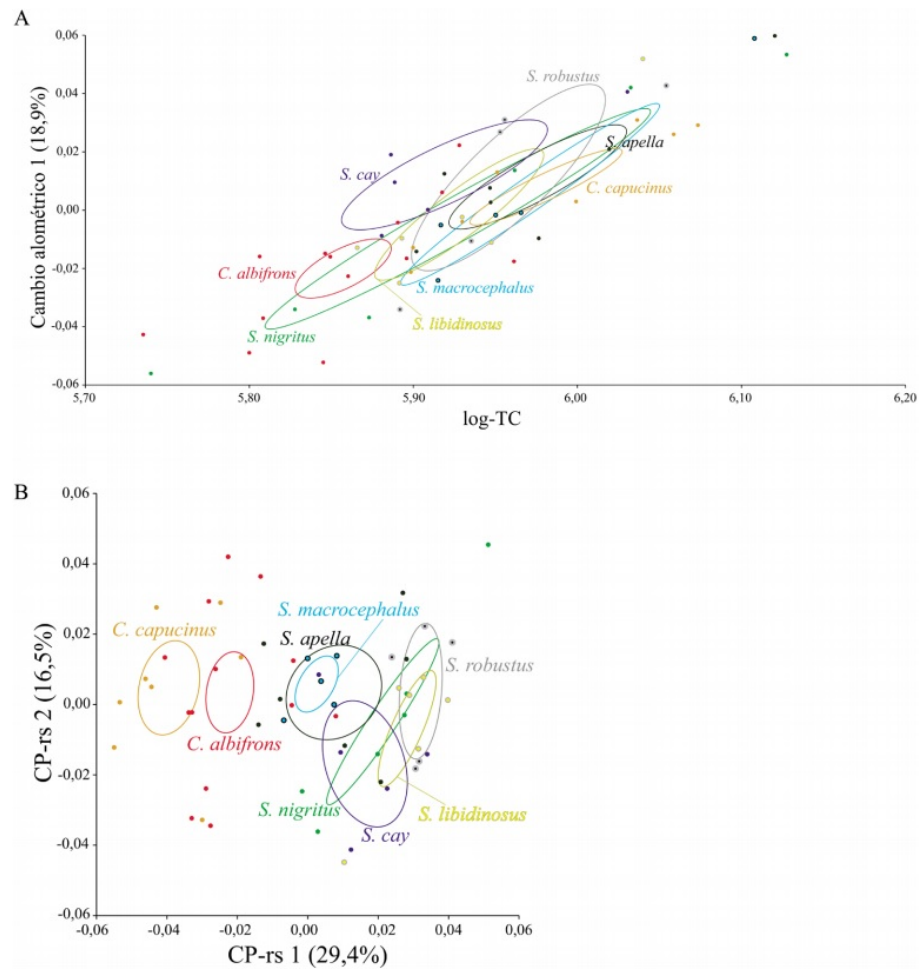 A
0,06
0,04
0,02
0,00
-0,02
-0,04
-0,06
Cambio alométrico 1 (18,9%)
S. robustus
S. apella
S. cay
C. capucinus
C. albifrons
S. macrocephalus
S. libidinosus
S. nigritus
5,70
5,80
5,90
6,00
6,10
6,20
log-TC
B
0,06
0,04
0,02
0,00
-0,02
-0,04
-0,06
CP-rs 2 (16,5%)
S. macrocephalus
C. capucinus
S. apella
S. robustus
C. albifrons
S. nigritus
S. libidinosus
S. cay
-0,06
-0,04
-0,02
0,00
0,02
0,04
0,06
CP-rs 1 (29,4%)